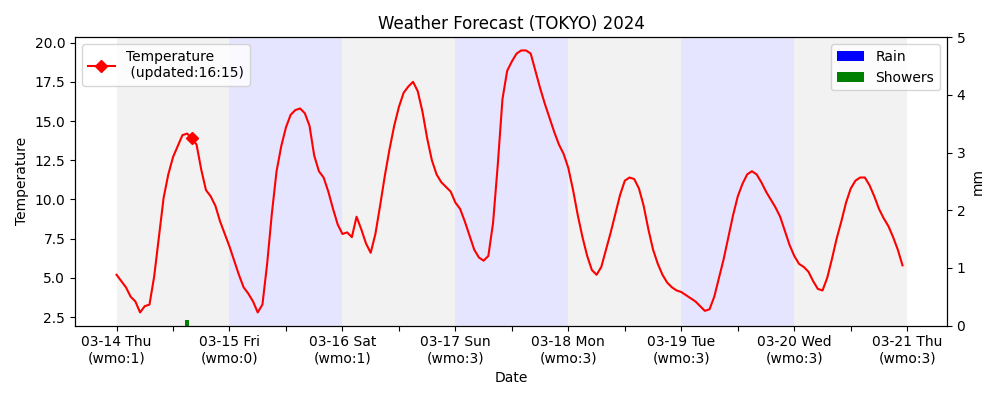 Weather Forecast (TOKYO) 2024
Temperature
(updated:16:15)
Rain
Showers
Temperature
20.0
17.5
15.0
12.5
10.0
7.5
5.0
2.5
5
4
3
2
1
0
mm
03-14 Thu
(wmo:1)
03-15 Fri
(wmo:0)
03-16 Sat
(wmo:1)
03-17 Sun
(wmo:3)
03-18 Mon
(wmo:3)
03-19 Tue
(wmo:3)
03-20 Wed
(wmo:3)
03-21 Thu
(wmo:3)
Date